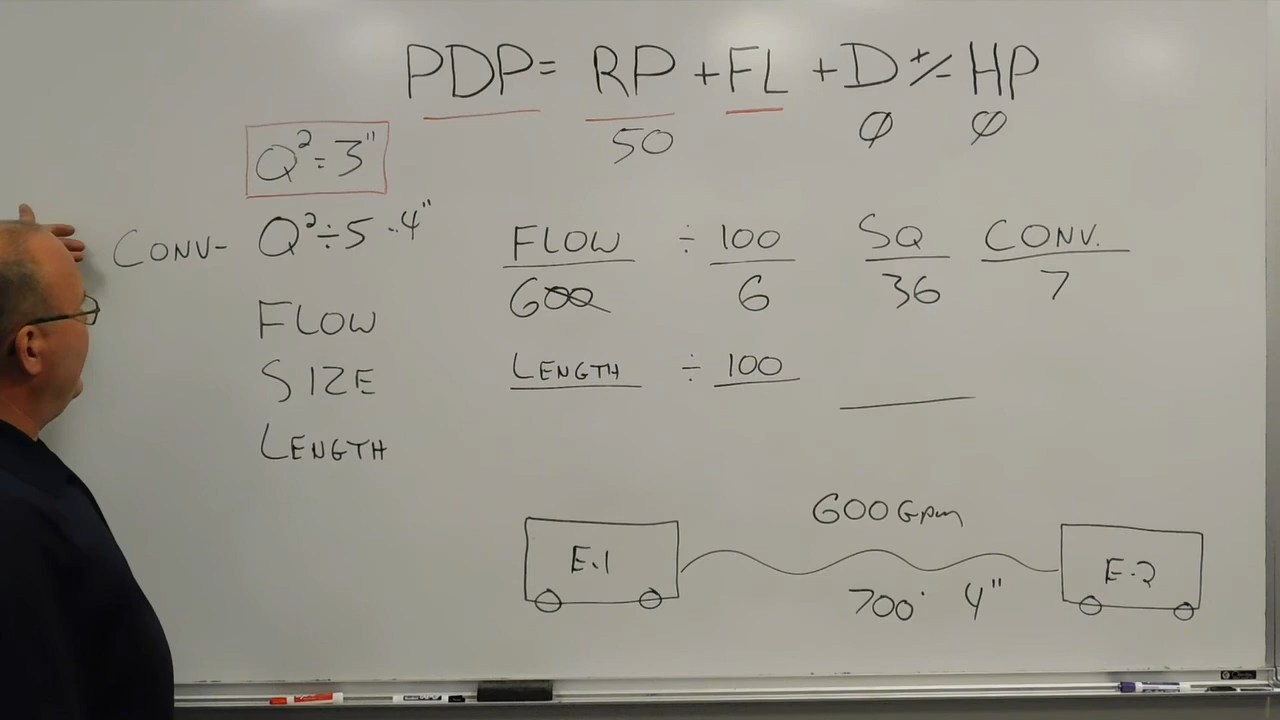 PDP = RP + FL + D +/- HP
50 Ø Ø
Q² = 3"
CONV- Q² ÷ 5 - 4"
FLOW ÷ 100 SQ CONV.
600 6 36 7
FLOW
LENGTH ÷ 100
SIZE
LENGTH
600 Gpm
E.1
E.2
700' 4"